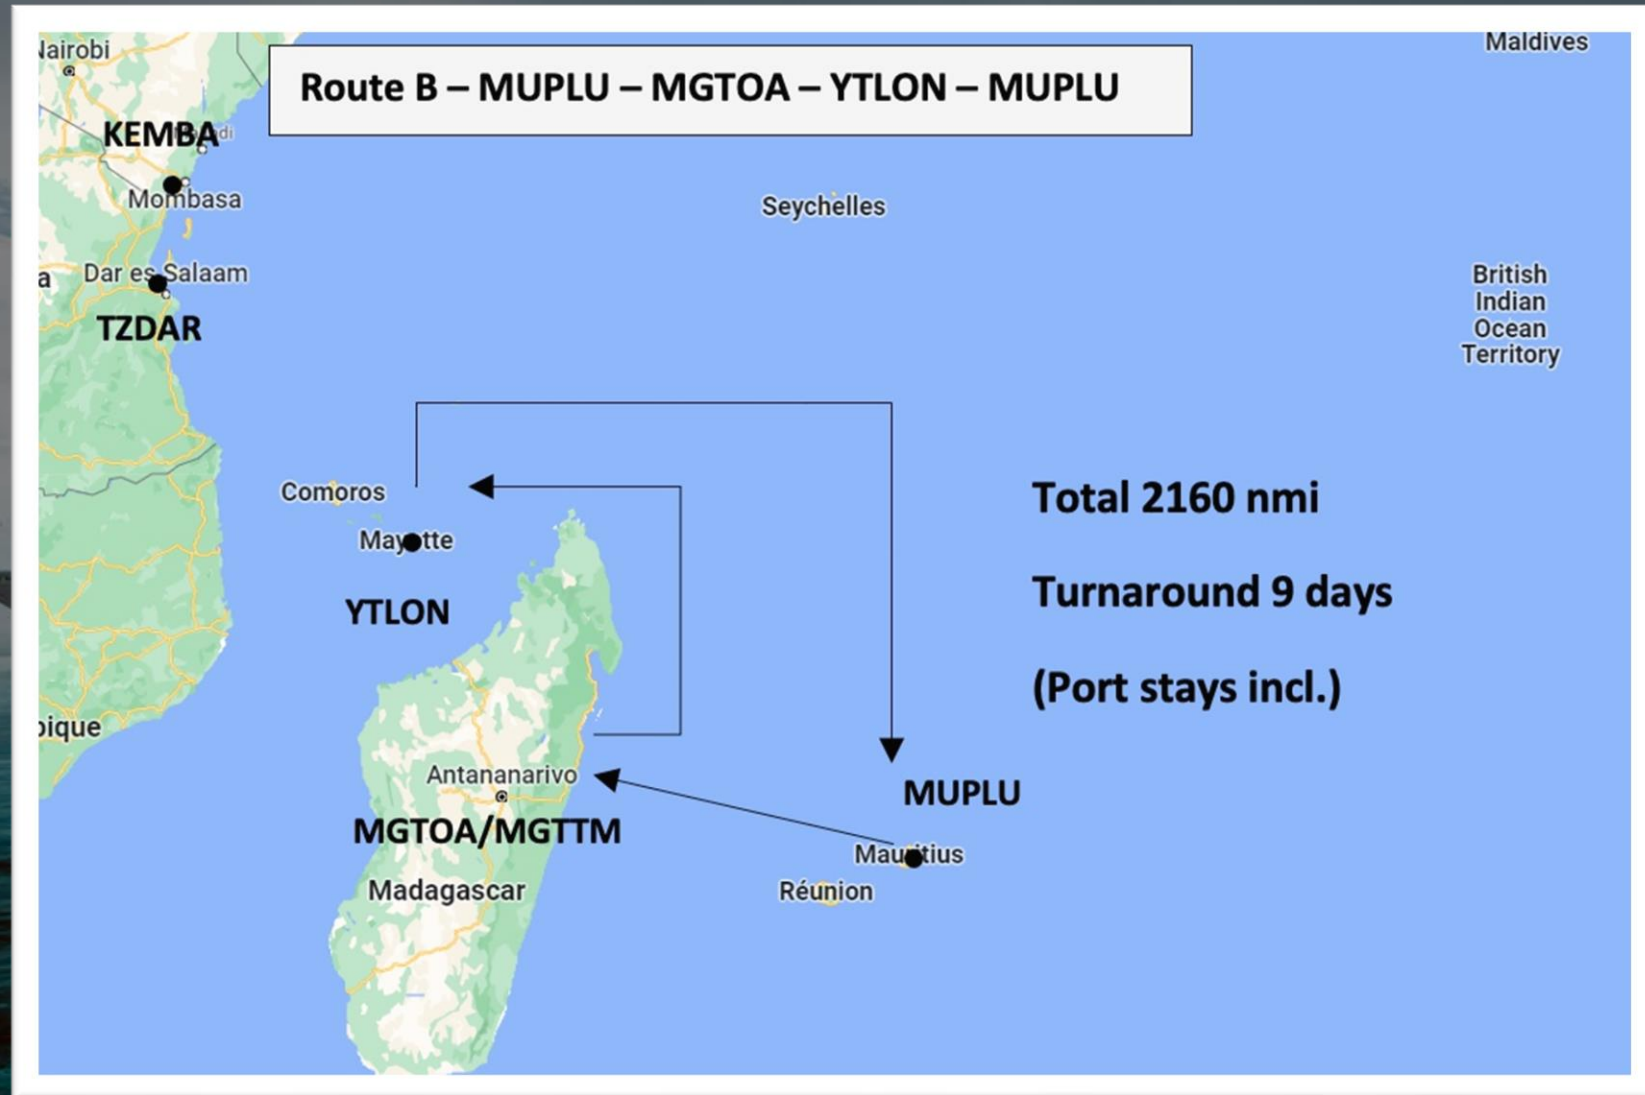 Route B – MUPLU – MGTOA – YTLON – MUPLU
Maldives
Nairobi
KEMBA
Mombasa
Seychelles
Dar es Salaam
TZDAR
British
Indian
Ocean
Territory
Comoros
Mayotte
YTLON
Total 2160 nmi
Turnaround 9 days
(Port stays incl.)
bique
Antananarivo
MGTOA/MGTTM
Madagascar
MUPLU
Mauritius
Réunion